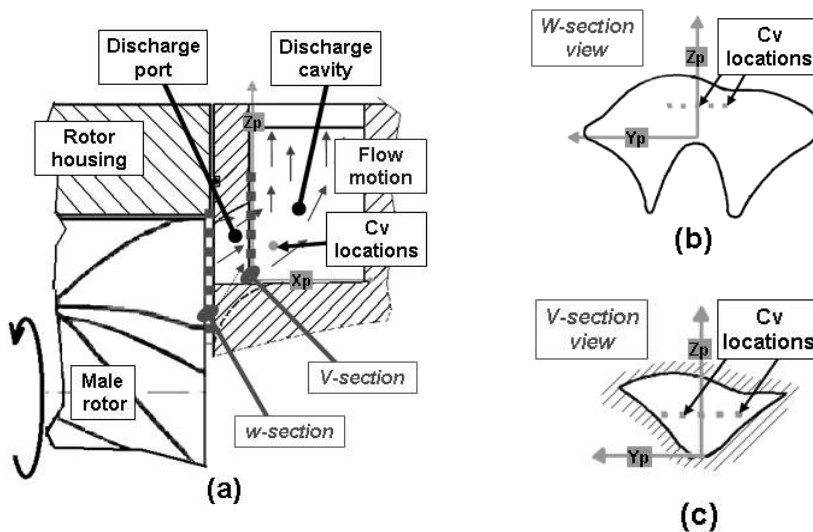 Discharge
port
Discharge
cavity
Zp
Rotor
housing
Flow
motion
Cv
locations
Xp
Male
rotor
V-section
w-section
(a)
W-section
view
Zp
Cv
locations
Yp
(b)
V-section
view
Zp
Cv
locations
Yp
(c)